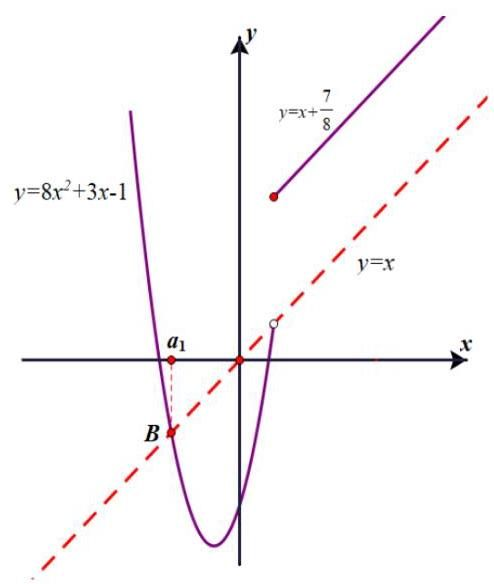 y
y=x+7/8
y=8x²+3x-1
y=x
a₁
x
B